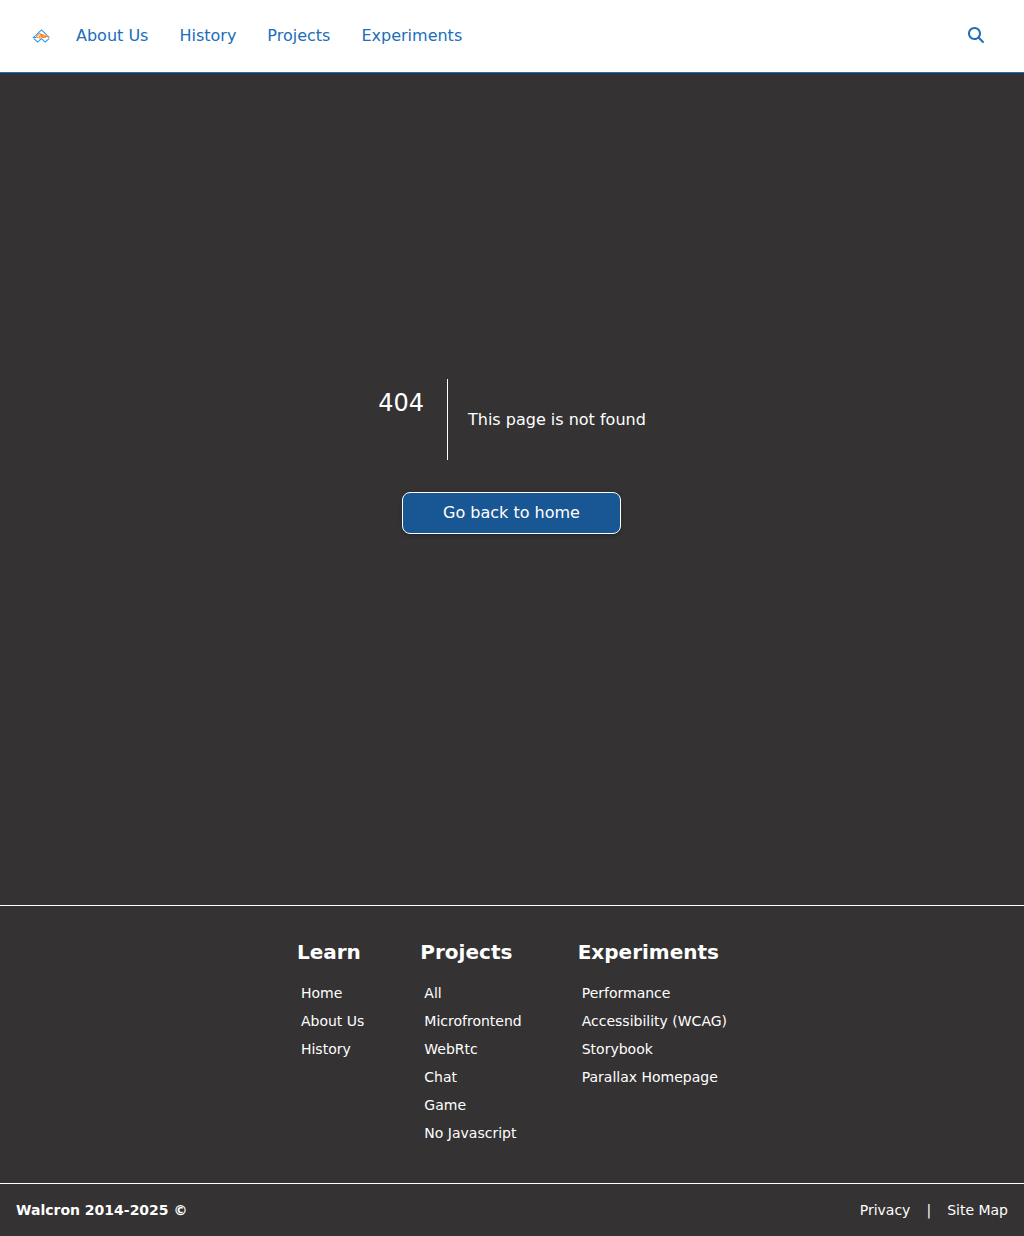 About Us
History
Projects
Experiments
404
This page is not found
Go back to home
Learn
Home
About Us
History
Projects
All
Microfrontend
WebRtc
Chat
Game
No Javascript
Experiments
Performance
Accessibility (WCAG)
Storybook
Parallax Homepage
Walcron 2014-2025 ©
Privacy | Site Map